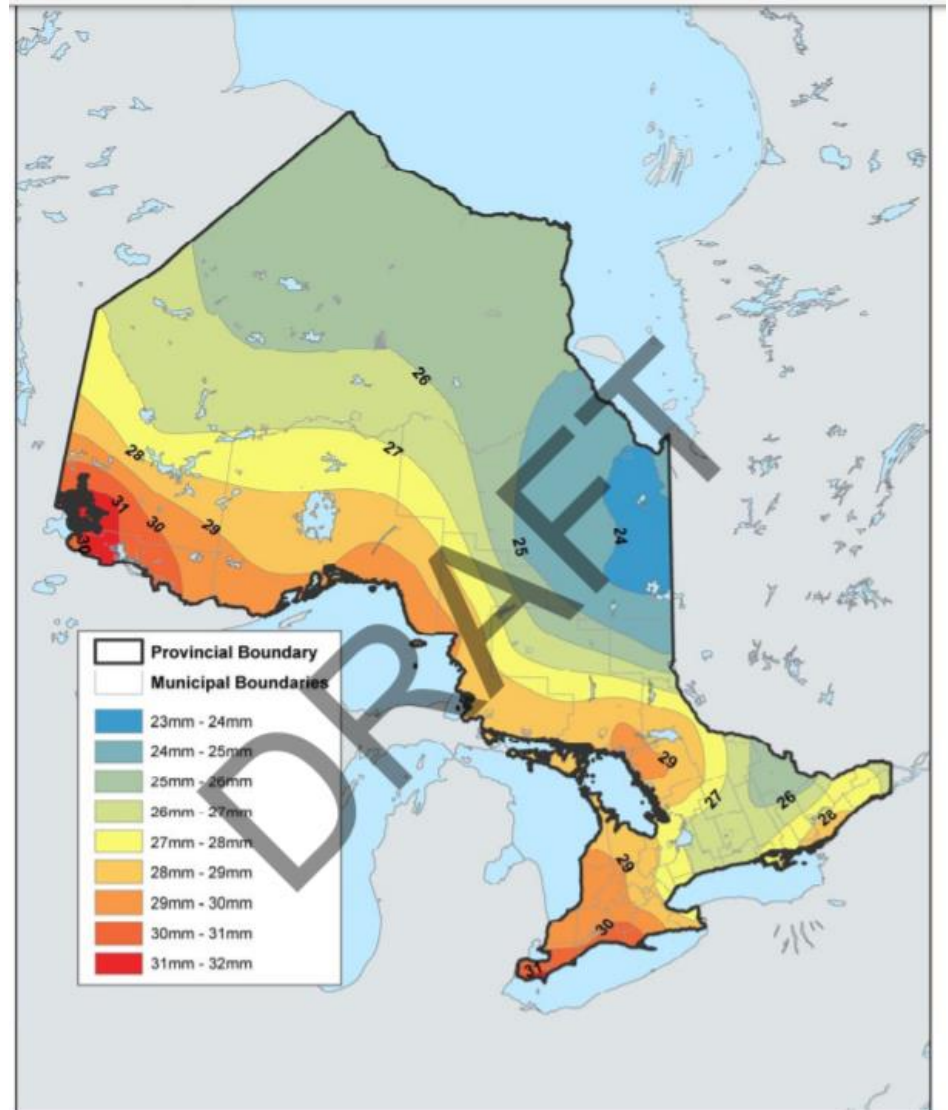 26
27
28
29
30
31
30
25
24
DRAFT
Provincial Boundary
Municipal Boundaries
23mm - 24mm
24mm - 25mm
25mm - 26mm
26mm - 27mm
27mm - 28mm
28mm - 29mm
29mm - 30mm
30mm - 31mm
31mm - 32mm
29
27
26
28
29
30
31